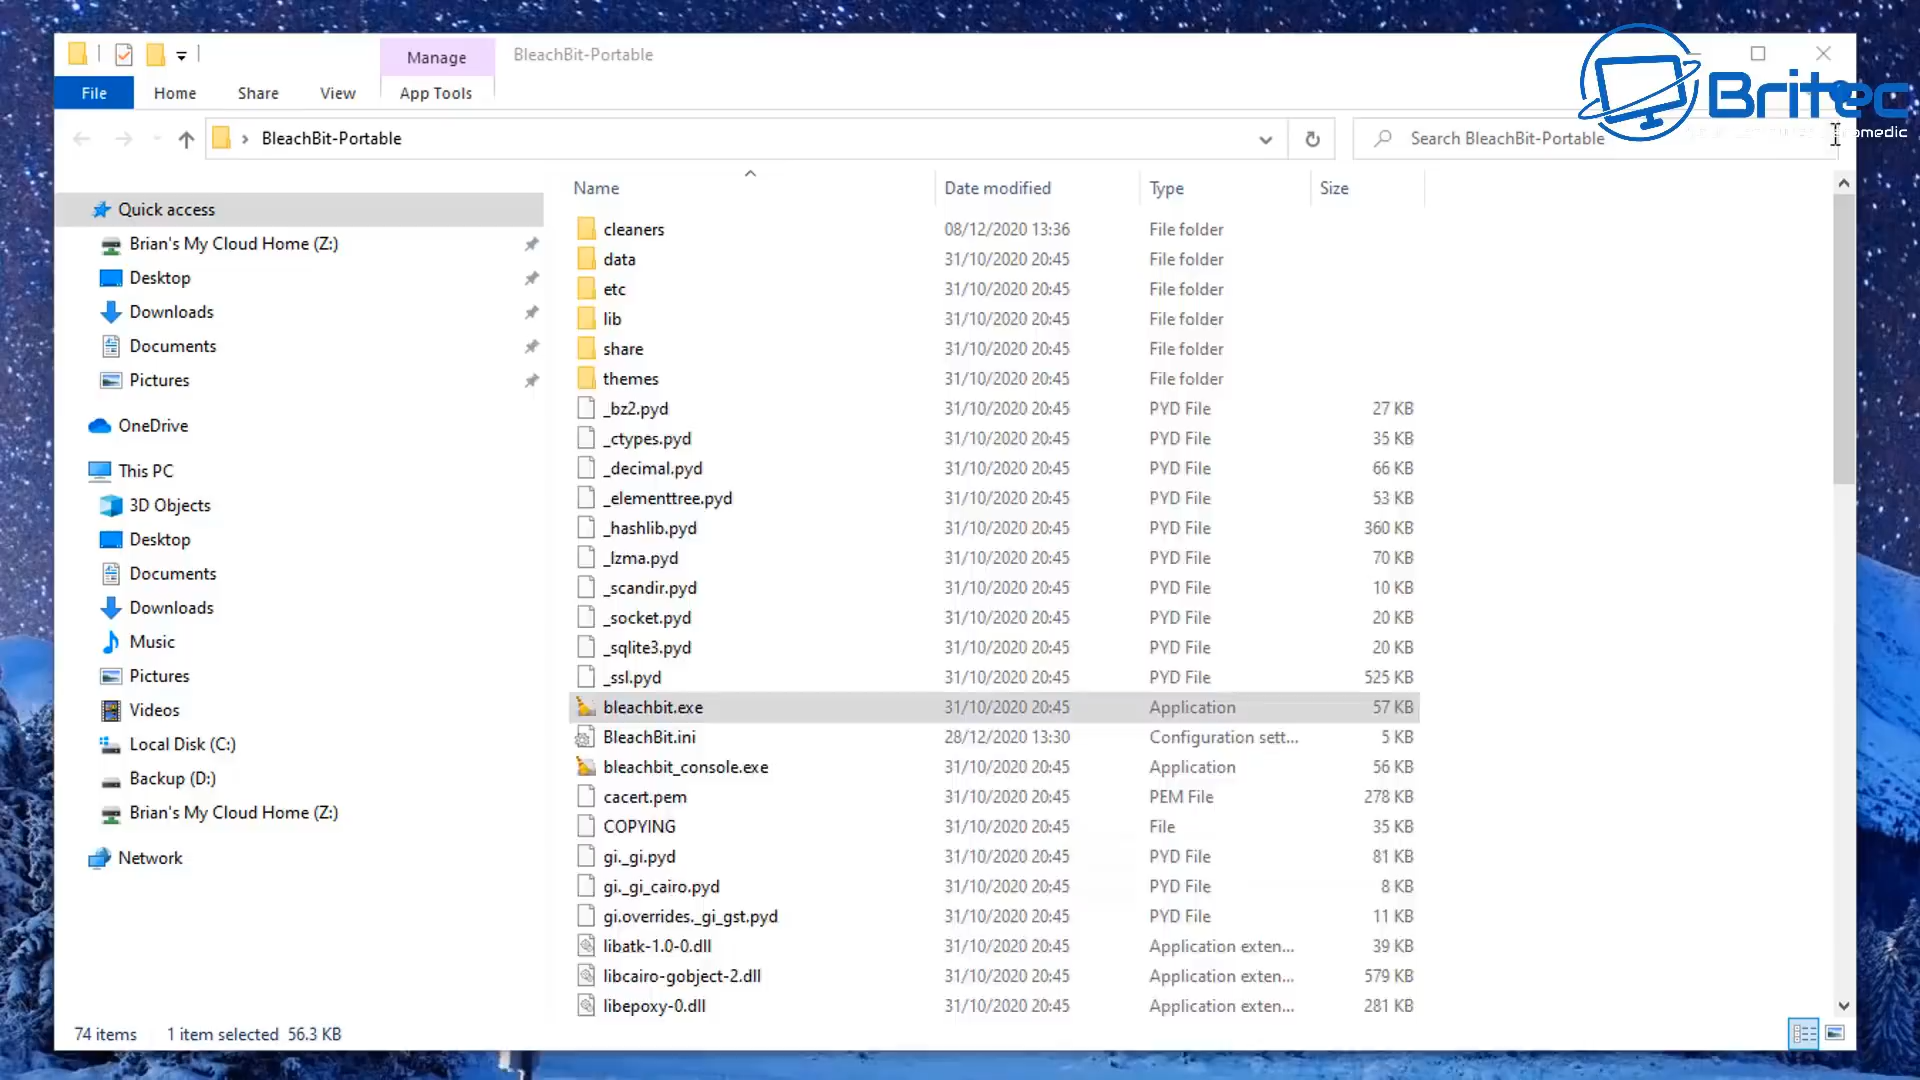 Manage
BleachBit-Portable
File
Home
Share
View
App Tools
BleachBit-Portable
Search BleachBit-Portable
Britec
Name
Date modified
Type
Size
Quick access
Brian's My Cloud Home (Z:)
Desktop
Downloads
Documents
Pictures
OneDrive
This PC
3D Objects
Desktop
Documents
Downloads
Music
Pictures
Videos
Local Disk (C:)
Backup (D:)
Brian's My Cloud Home (Z:)
Network
cleaners 08/12/2020 13:36 File folder
data 31/10/2020 20:45 File folder
etc 31/10/2020 20:45 File folder
lib 31/10/2020 20:45 File folder
share 31/10/2020 20:45 File folder
themes 31/10/2020 20:45 File folder
_bz2.pyd 31/10/2020 20:45 PYD File 27 KB
_ctypes.pyd 31/10/2020 20:45 PYD File 35 KB
_decimal.pyd 31/10/2020 20:45 PYD File 66 KB
_elementtree.pyd 31/10/2020 20:45 PYD File 53 KB
_hashlib.pyd 31/10/2020 20:45 PYD File 360 KB
_lzma.pyd 31/10/2020 20:45 PYD File 70 KB
_scandir.pyd 31/10/2020 20:45 PYD File 10 KB
_socket.pyd 31/10/2020 20:45 PYD File 20 KB
_sqlite3.pyd 31/10/2020 20:45 PYD File 20 KB
_ssl.pyd 31/10/2020 20:45 PYD File 525 KB
bleachbit.exe 31/10/2020 20:45 Application 57 KB
BleachBit.ini 28/12/2020 13:30 Configuration sett... 5 KB
bleachbit_console.exe 31/10/2020 20:45 Application 56 KB
cacert.pem 31/10/2020 20:45 PEM File 278 KB
COPYING 31/10/2020 20:45 File 35 KB
gi._gi.pyd 31/10/2020 20:45 PYD File 81 KB
gi._gi_cairo.pyd 31/10/2020 20:45 PYD File 8 KB
gi.overrides._gi_gst.pyd 31/10/2020 20:45 PYD File 11 KB
libatk-1.0-0.dll 31/10/2020 20:45 Application exten... 39 KB
libcairo-gobject-2.dll 31/10/2020 20:45 Application exten... 579 KB
libepoxy-0.dll 31/10/2020 20:45 Application exten... 281 KB
74 items 1 item selected 56.3 KB